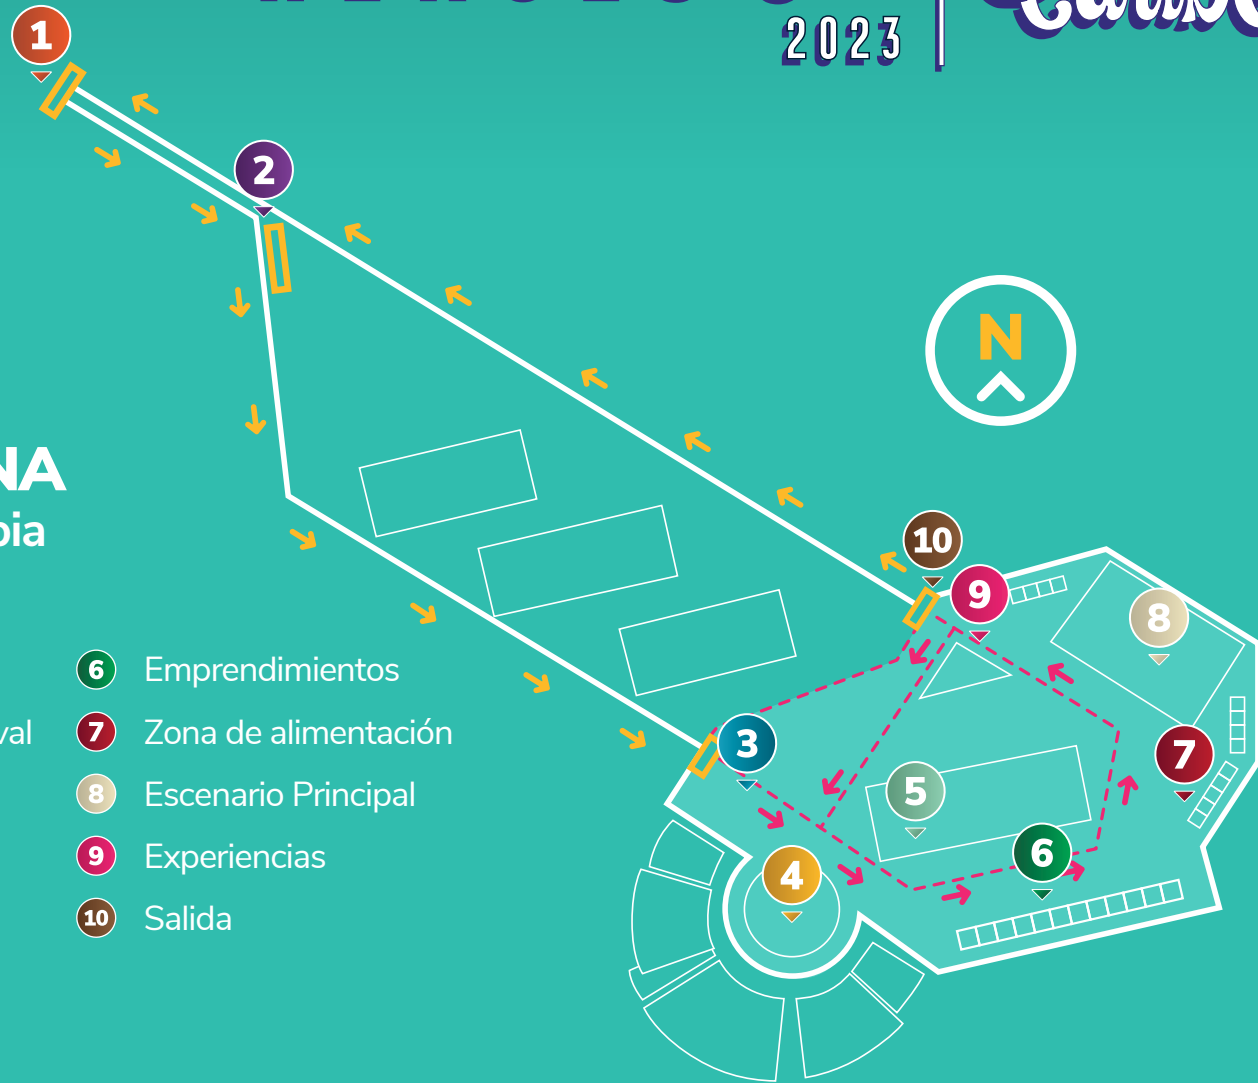 2023
1
2
N
NA
bia
10
9
8
6 Emprendimientos
val
7 Zona de alimentación
3
7
8 Escenario Principal
5
9 Experiencias
6
4
10 Salida